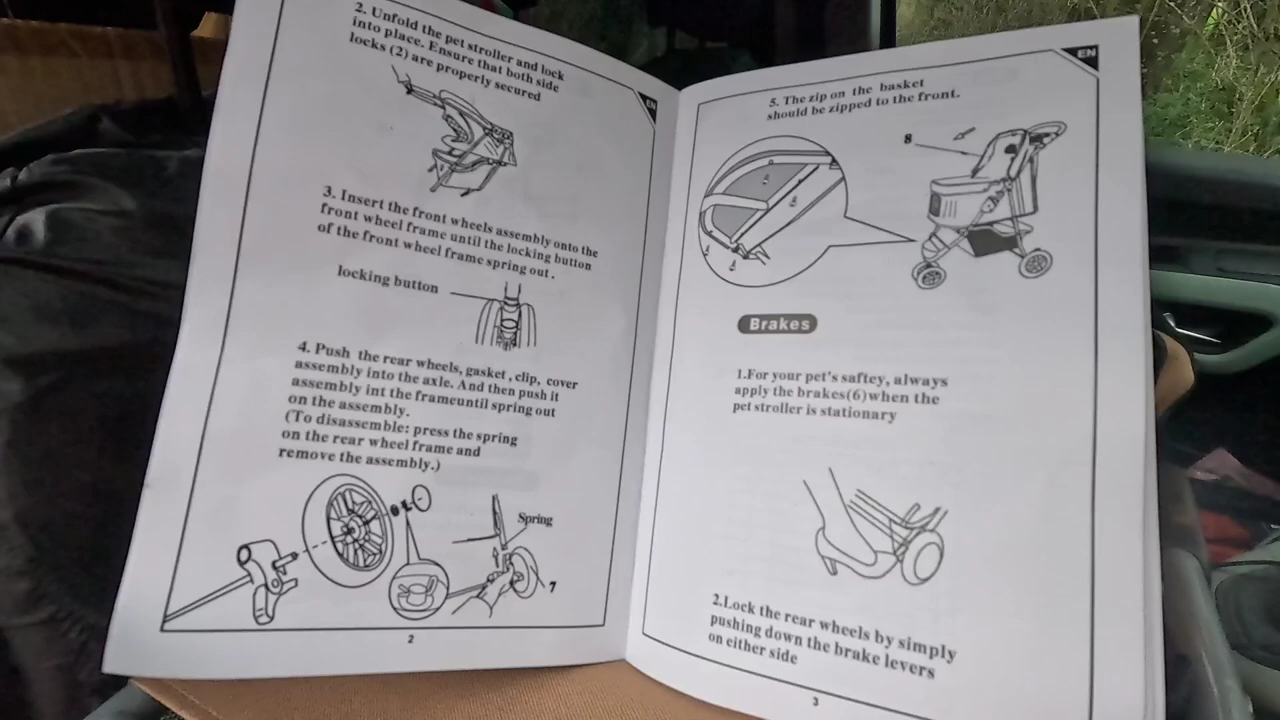 2. Unfold the pet stroller and lock
into place. Ensure that both side
locks (2) are properly secured
EN
3. Insert the front wheels assembly onto the
front wheel frame until the locking button
of the front wheel frame spring out .
locking button
4. Push the rear wheels, gasket , clip, cover
assembly into the axle. And then push it
assembly int the frameuntil spring out
on the assembly.
(To disassemble: press the spring
on the rear wheel frame and
remove the assembly.)
Spring
7
2
EN
5. The zip on the basket
should be zipped to the front.
8
Brakes
1.For your pet's saftey, always
apply the brakes(6)when the
pet stroller is stationary
2.Lock the rear wheels by simply
pushing down the brake levers
on either side
3